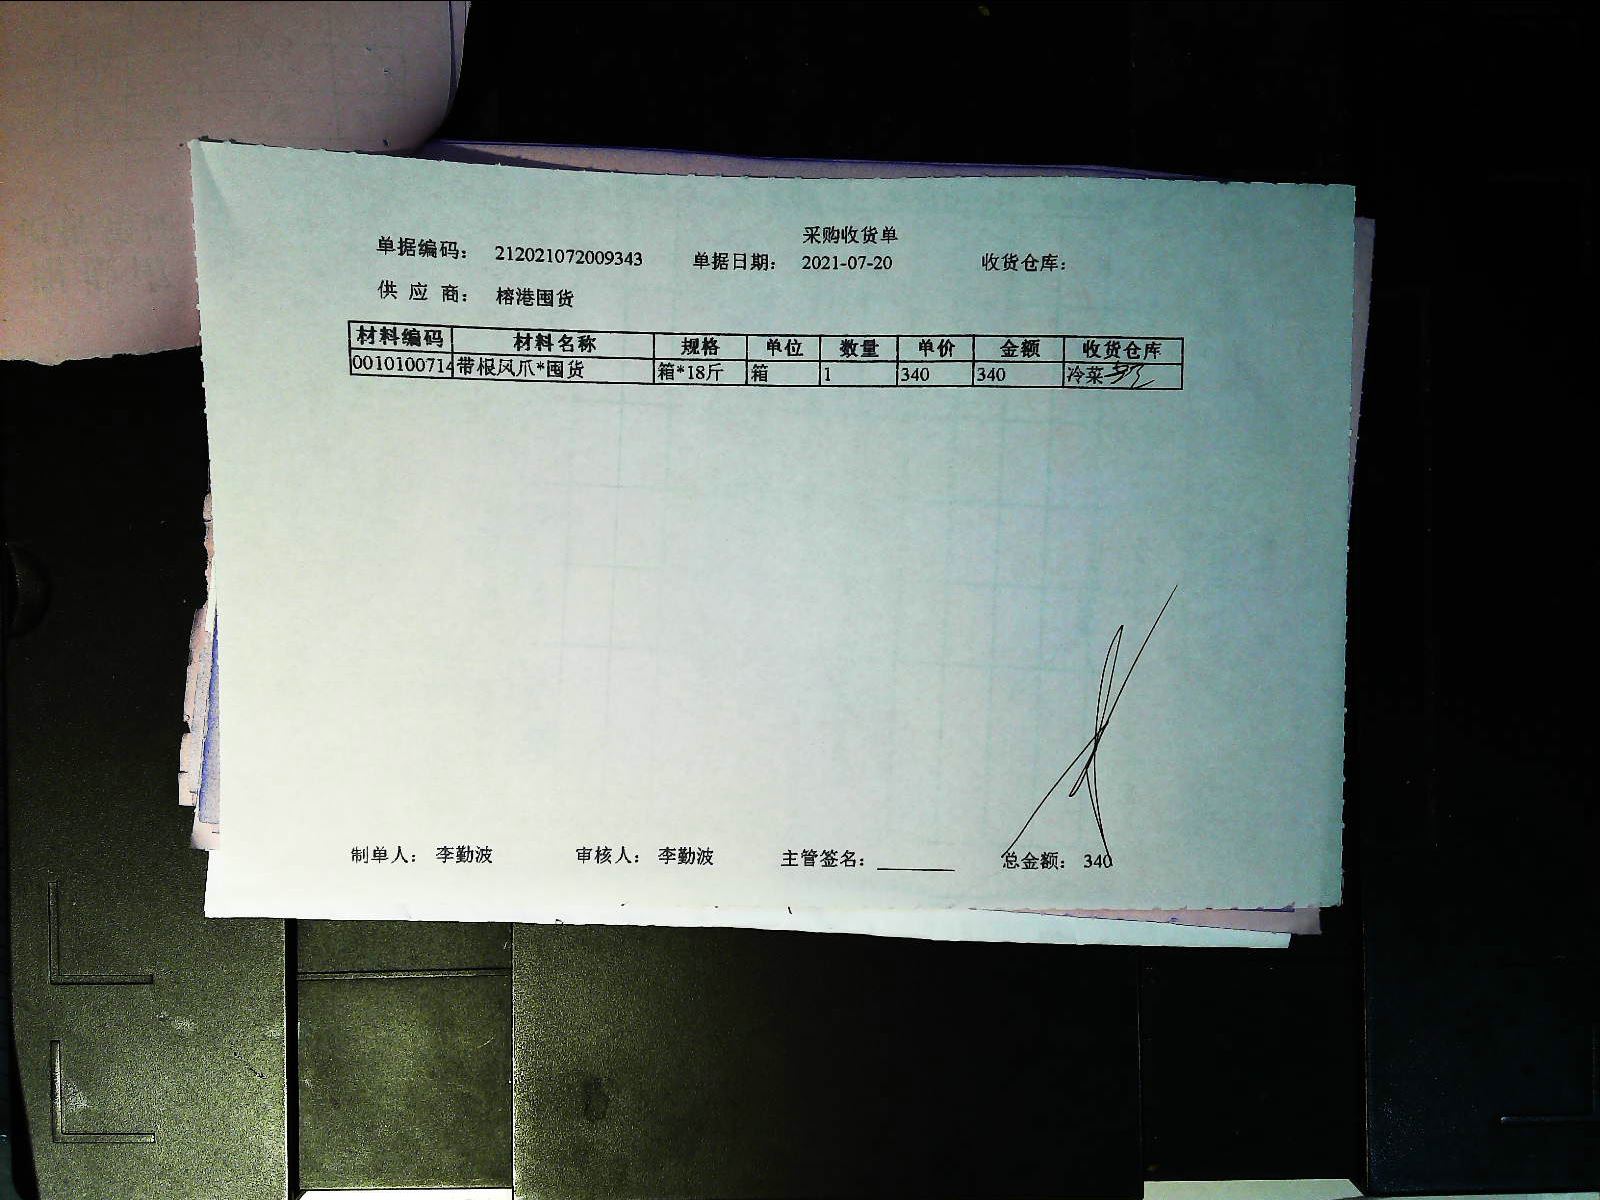 采购收货单
单据编码: 212021072009343 单据日期: 2021-07-20 收货仓库:
供 应 商: 榕港囤货
材料编码 材料名称 规格 单位 数量 单价 金额 收货仓库
0010100714 带根风爪*囤货 箱*18斤 箱 1 340 340 冷菜
制单人: 李勤波 审核人: 李勤波 主管签名: 总金额: 340